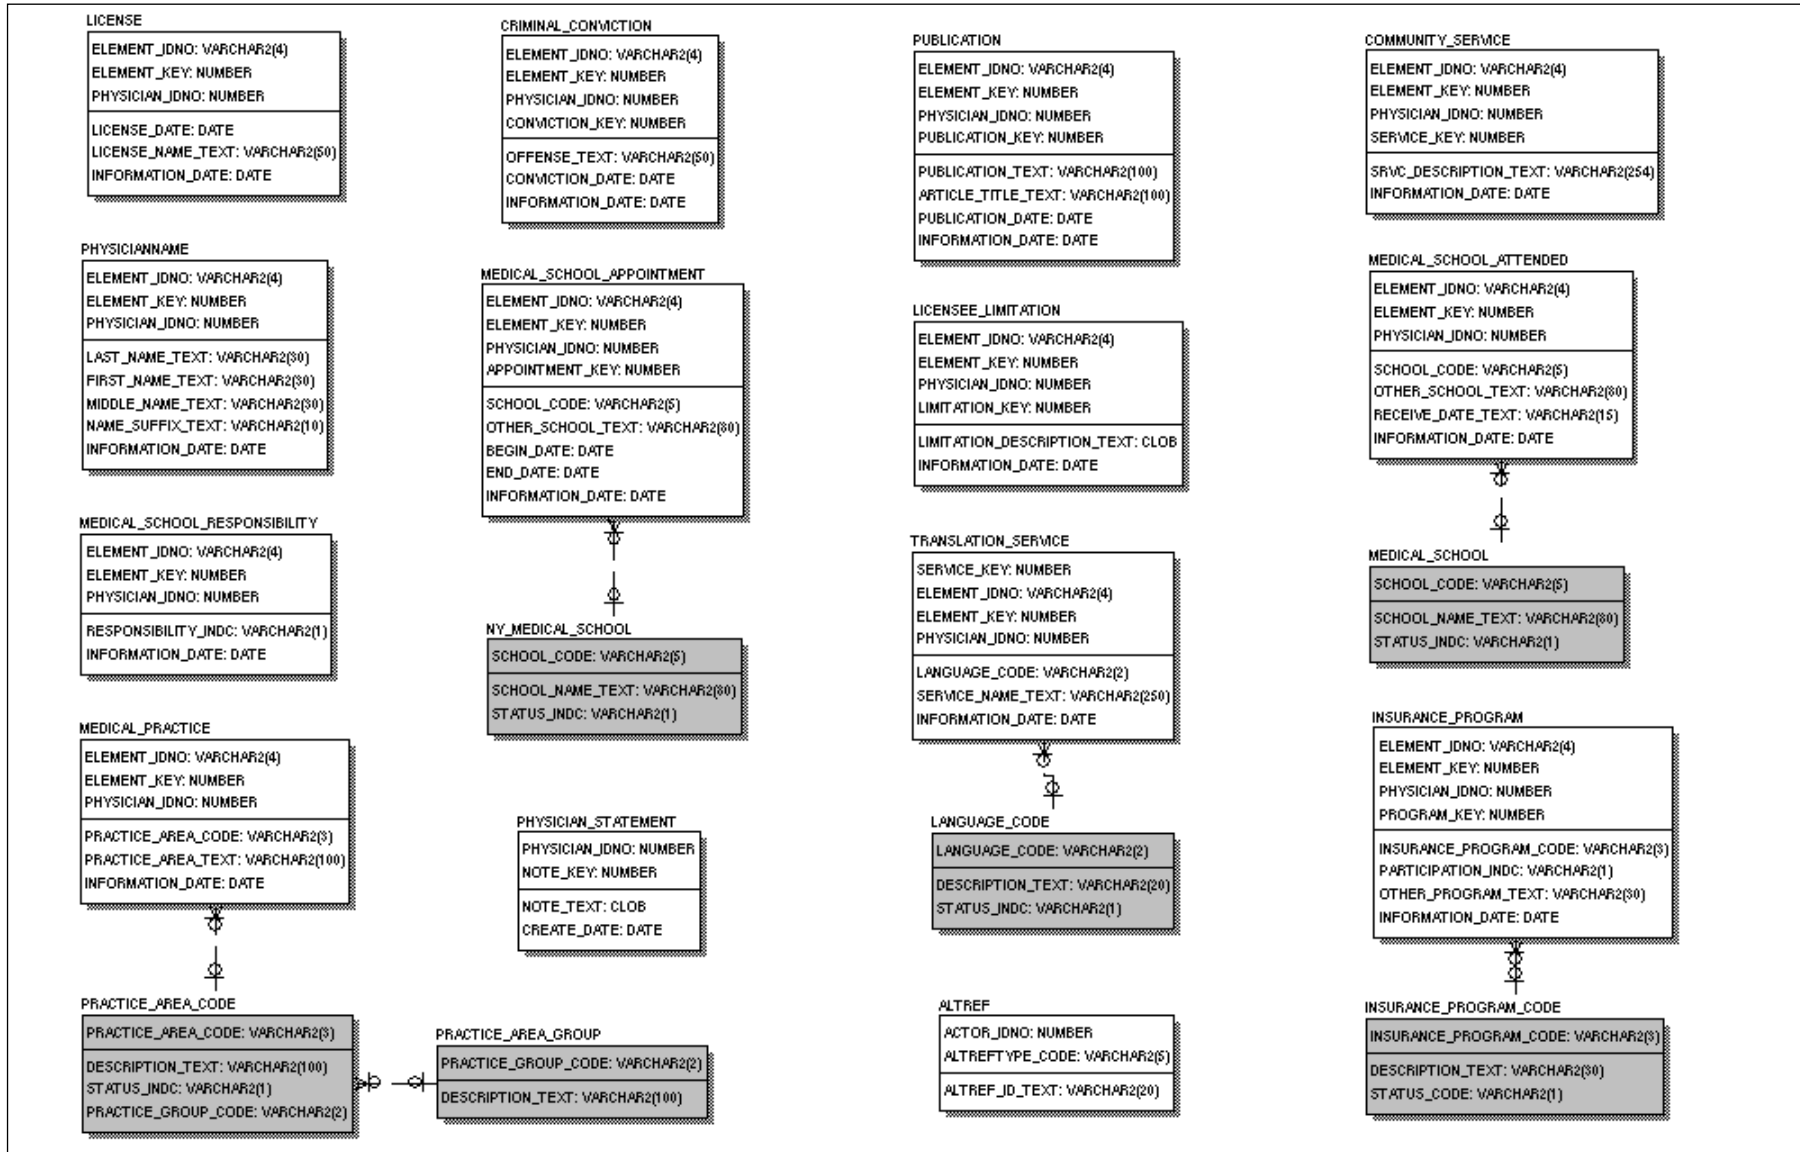 LICENSE
ELEMENT_IDNO: VARCHAR2(4)
ELEMENT_KEY: NUMBER
PHYSICIAN_IDNO: NUMBER
LICENSE_DATE: DATE
LICENSE_NAME_TEXT: VARCHAR2(50)
INFORMATION_DATE: DATE
PHYSICIANNAME
ELEMENT_IDNO: VARCHAR2(4)
ELEMENT_KEY: NUMBER
PHYSICIAN_IDNO: NUMBER
LAST_NAME_TEXT: VARCHAR2(30)
FIRST_NAME_TEXT: VARCHAR2(30)
MIDDLE_NAME_TEXT: VARCHAR2(30)
NAME_SUFFIX_TEXT: VARCHAR2(10)
INFORMATION_DATE: DATE
MEDICAL_SCHOOL_RESPONSIBILITY
ELEMENT_IDNO: VARCHAR2(4)
ELEMENT_KEY: NUMBER
PHYSICIAN_IDNO: NUMBER
RESPONSIBILITY_INDC: VARCHAR2(1)
INFORMATION_DATE: DATE
MEDICAL_PRACTICE
ELEMENT_IDNO: VARCHAR2(4)
ELEMENT_KEY: NUMBER
PHYSICIAN_IDNO: NUMBER
PRACTICE_AREA_CODE: VARCHAR2(3)
PRACTICE_AREA_TEXT: VARCHAR2(100)
INFORMATION_DATE: DATE
PRACTICE_AREA_CODE
PRACTICE_AREA_CODE: VARCHAR2(3)
DESCRIPTION_TEXT: VARCHAR2(100)
STATUS_INDC: VARCHAR2(1)
PRACTICE_GROUP_CODE: VARCHAR2(2)
CRIMINAL_CONVICTION
ELEMENT_IDNO: VARCHAR2(4)
ELEMENT_KEY: NUMBER
PHYSICIAN_IDNO: NUMBER
CONVICTION_KEY: NUMBER
OFFENSE_TEXT: VARCHAR2(50)
CONVICTION_DATE: DATE
INFORMATION_DATE: DATE
MEDICAL_SCHOOL_APPOINTMENT
ELEMENT_IDNO: VARCHAR2(4)
ELEMENT_KEY: NUMBER
PHYSICIAN_IDNO: NUMBER
APPOINTMENT_KEY: NUMBER
SCHOOL_CODE: VARCHAR2(5)
OTHER_SCHOOL_TEXT: VARCHAR2(80)
BEGIN_DATE: DATE
END_DATE: DATE
INFORMATION_DATE: DATE
NY_MEDICAL_SCHOOL
SCHOOL_CODE: VARCHAR2(5)
SCHOOL_NAME_TEXT: VARCHAR2(80)
STATUS_INDC: VARCHAR2(1)
PHYSICIAN_STATEMENT
PHYSICIAN_IDNO: NUMBER
NOTE_KEY: NUMBER
NOTE_TEXT: CLOB
CREATE_DATE: DATE
PRACTICE_AREA_GROUP
PRACTICE_GROUP_CODE: VARCHAR2(2)
DESCRIPTION_TEXT: VARCHAR2(100)
PUBLICATION
ELEMENT_IDNO: VARCHAR2(4)
ELEMENT_KEY: NUMBER
PHYSICIAN_IDNO: NUMBER
PUBLICATION_KEY: NUMBER
PUBLICATION_TEXT: VARCHAR2(100)
ARTICLE_TITLE_TEXT: VARCHAR2(100)
PUBLICATION_DATE: DATE
INFORMATION_DATE: DATE
LICENSEE_LIMITATION
ELEMENT_IDNO: VARCHAR2(4)
ELEMENT_KEY: NUMBER
PHYSICIAN_IDNO: NUMBER
LIMITATION_KEY: NUMBER
LIMITATION_DESCRIPTION_TEXT: CLOB
INFORMATION_DATE: DATE
TRANSLATION_SERVICE
SERVICE_KEY: NUMBER
ELEMENT_IDNO: VARCHAR2(4)
ELEMENT_KEY: NUMBER
PHYSICIAN_IDNO: NUMBER
LANGUAGE_CODE: VARCHAR2(2)
SERVICE_NAME_TEXT: VARCHAR2(250)
INFORMATION_DATE: DATE
LANGUAGE_CODE
LANGUAGE_CODE: VARCHAR2(2)
DESCRIPTION_TEXT: VARCHAR2(20)
STATUS_INDC: VARCHAR2(1)
ALTREF
ACTOR_IDNO: NUMBER
ALTREFTYPE_CODE: VARCHAR2(5)
ALTREF_ID_TEXT: VARCHAR2(20)
COMMUNITY_SERVICE
ELEMENT_IDNO: VARCHAR2(4)
ELEMENT_KEY: NUMBER
PHYSICIAN_IDNO: NUMBER
SERVICE_KEY: NUMBER
SRVC_DESCRIPTION_TEXT: VARCHAR2(254)
INFORMATION_DATE: DATE
MEDICAL_SCHOOL_ATTENDED
ELEMENT_IDNO: VARCHAR2(4)
ELEMENT_KEY: NUMBER
PHYSICIAN_IDNO: NUMBER
SCHOOL_CODE: VARCHAR2(5)
OTHER_SCHOOL_TEXT: VARCHAR2(80)
RECEIVE_DATE_TEXT: VARCHAR2(15)
INFORMATION_DATE: DATE
MEDICAL_SCHOOL
SCHOOL_CODE: VARCHAR2(5)
SCHOOL_NAME_TEXT: VARCHAR2(80)
STATUS_INDC: VARCHAR2(1)
INSURANCE_PROGRAM
ELEMENT_IDNO: VARCHAR2(4)
ELEMENT_KEY: NUMBER
PHYSICIAN_IDNO: NUMBER
PROGRAM_KEY: NUMBER
INSURANCE_PROGRAM_CODE: VARCHAR2(3)
PARTICIPATION_INDC: VARCHAR2(1)
OTHER_PROGRAM_TEXT: VARCHAR2(30)
INFORMATION_DATE: DATE
INSURANCE_PROGRAM_CODE
INSURANCE_PROGRAM_CODE: VARCHAR2(3)
DESCRIPTION_TEXT: VARCHAR2(30)
STATUS_CODE: VARCHAR2(1)